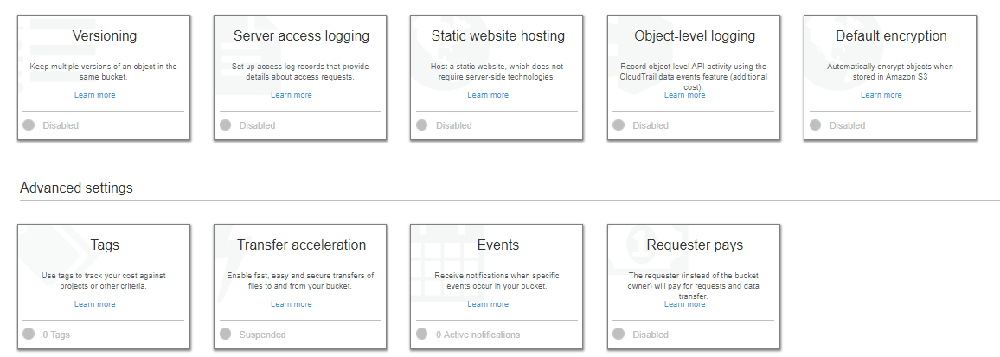 Versioning
Keep multiple versions of an object in the
same bucket.
Learn more
Disabled
Server access logging
Set up access log records that provide
details about access requests.
Learn more
Disabled
Static website hosting
Host a static website, which does not
require server-side technologies.
Learn more
Disabled
Object-level logging
Record object-level API activity using the
CloudTrail data events feature (additional
cost).
Learn more
Disabled
Default encryption
Automatically encrypt objects when
stored in Amazon S3
Learn more
Disabled
Advanced settings
Tags
Use tags to track your cost against
projects or other criteria.
Learn more
0 Tags
Transfer acceleration
Enable fast, easy and secure transfers of
files to and from your bucket.
Learn more
Suspended
Events
Receive notifications when specific
events occur in your bucket.
Learn more
0 Active notifications
Requester pays
The requester (instead of the bucket
owner) will pay for requests and data
transfer.
Learn more
Disabled